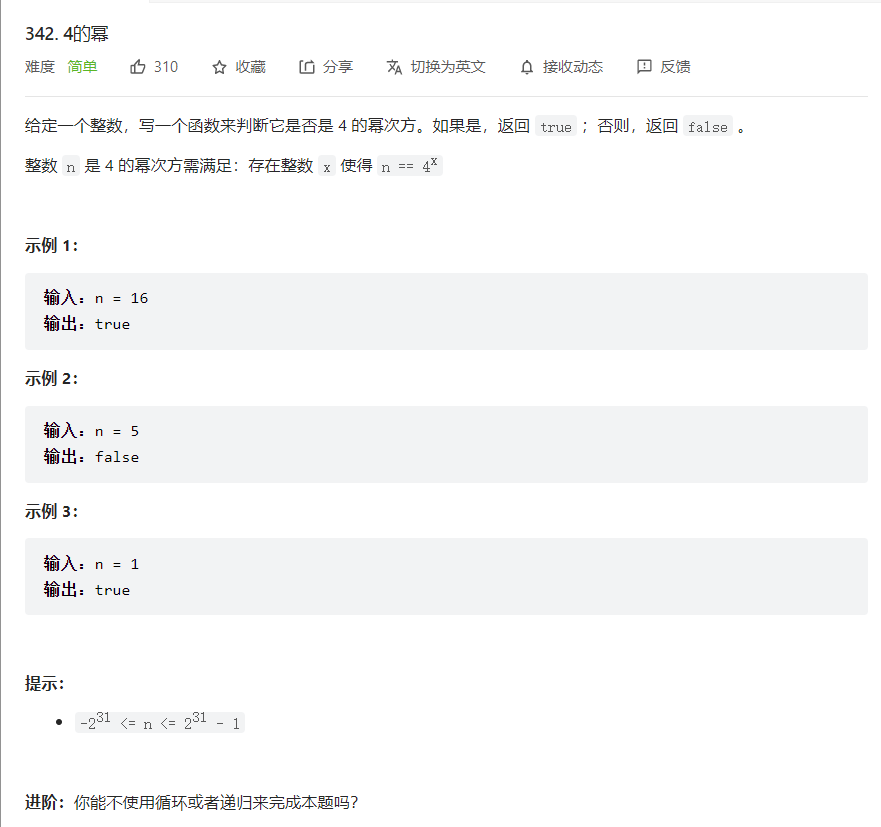 342. 4的幂
难度 简单 310 收藏 分享 切换为英文 接收动态 反馈
给定一个整数，写一个函数来判断它是否是 4 的幂次方。如果是，返回 true ；否则，返回 false 。
整数 n 是 4 的幂次方需满足：存在整数 x 使得 n == 4ˣ
示例 1：
输入：n = 16
输出：true
示例 2：
输入：n = 5
输出：false
示例 3：
输入：n = 1
输出：true
提示：
• -2³¹ <= n <= 2³¹ - 1
进阶：你能不使用循环或者递归来完成本题吗？